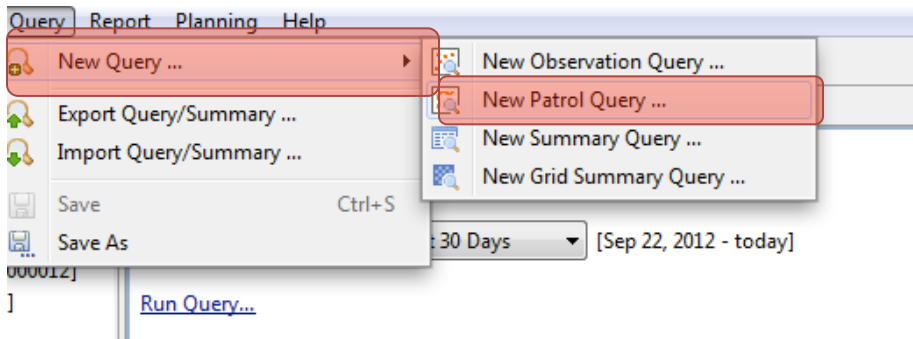 Query Report Planning Help
New Query ...
New Observation Query ...
New Patrol Query ...
Export Query/Summary ...
New Summary Query ...
Import Query/Summary ...
New Grid Summary Query ...
Save Ctrl+S
Save As
30 Days [Sep 22, 2012 - today]
000012]
]
Run Query...